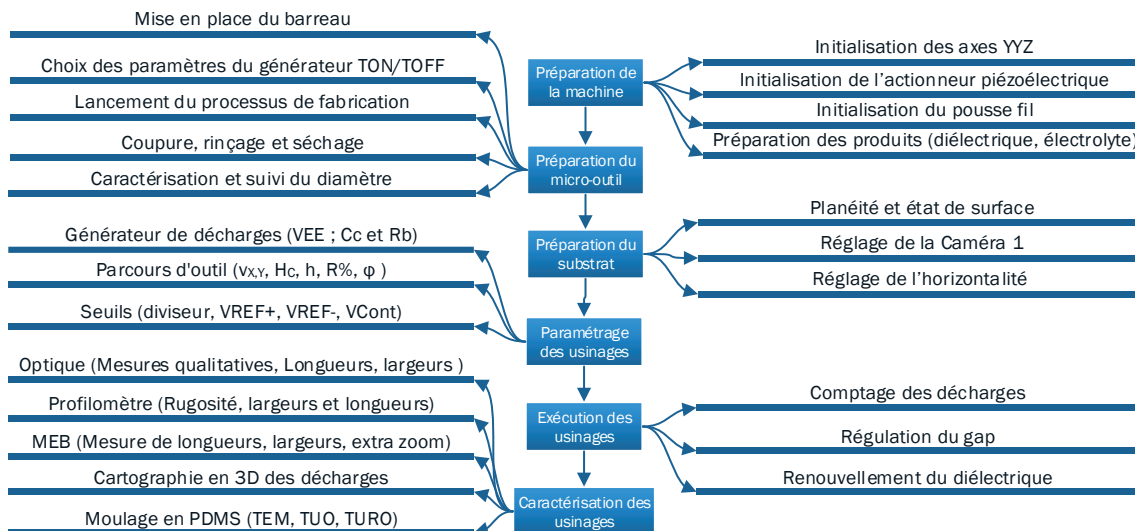 Préparation de
la machine
Initialisation des axes YYZ
Initialisation de l'actionneur piézoélectrique
Initialisation du pousse fil
Préparation des produits (diélectrique, électrolyte)
Préparation du
micro-outil
Mise en place du barreau
Choix des paramètres du générateur TON/TOFF
Lancement du processus de fabrication
Coupure, rinçage et séchage
Caractérisation et suivi du diamètre
Préparation du
substrat
Planéité et état de surface
Réglage de la Caméra 1
Réglage de l'horizontalité
Paramétrage
des usinages
Générateur de décharges (VEE ; Cc et Rb)
Parcours d'outil (vX,Y, HC, h, R%, φ )
Seuils (diviseur, VREF+, VREF-, VCont)
Exécution des
usinages
Comptage des décharges
Régulation du gap
Renouvellement du diélectrique
Caractérisation des
usinages
Optique (Mesures qualitatives, Longueurs, largeurs )
Profilomètre (Rugosité, largeurs et longueurs)
MEB (Mesure de longueurs, largeurs, extra zoom)
Cartographie en 3D des décharges
Moulage en PDMS (TEM, TUO, TURO)